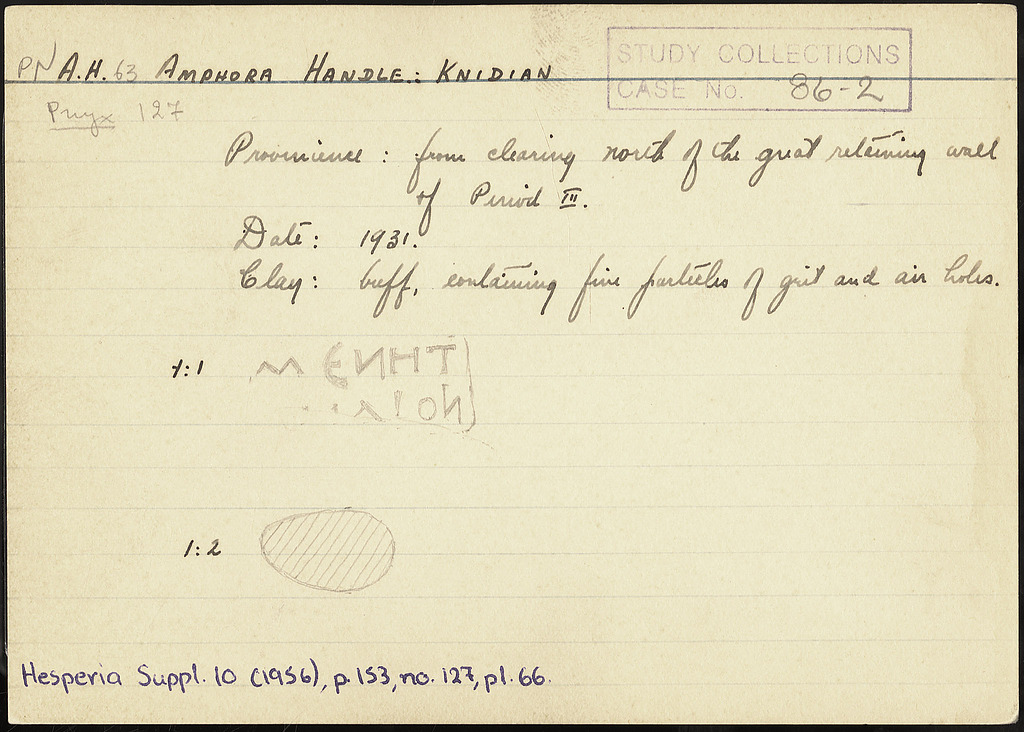 PN A.H. 63 AMPHORA HANDLE: KNIDIAN
STUDY COLLECTIONS
CASE No. 86-2
Pnyx 127
Provenience: from clearing north of the great retaining wall
of Period III.
Date: 1931.
Clay: buff, containing fine particles of grit and air holes.
1:1
1:2
Hesperia Suppl. 10 (1956), p. 153, no. 127, pl. 66.